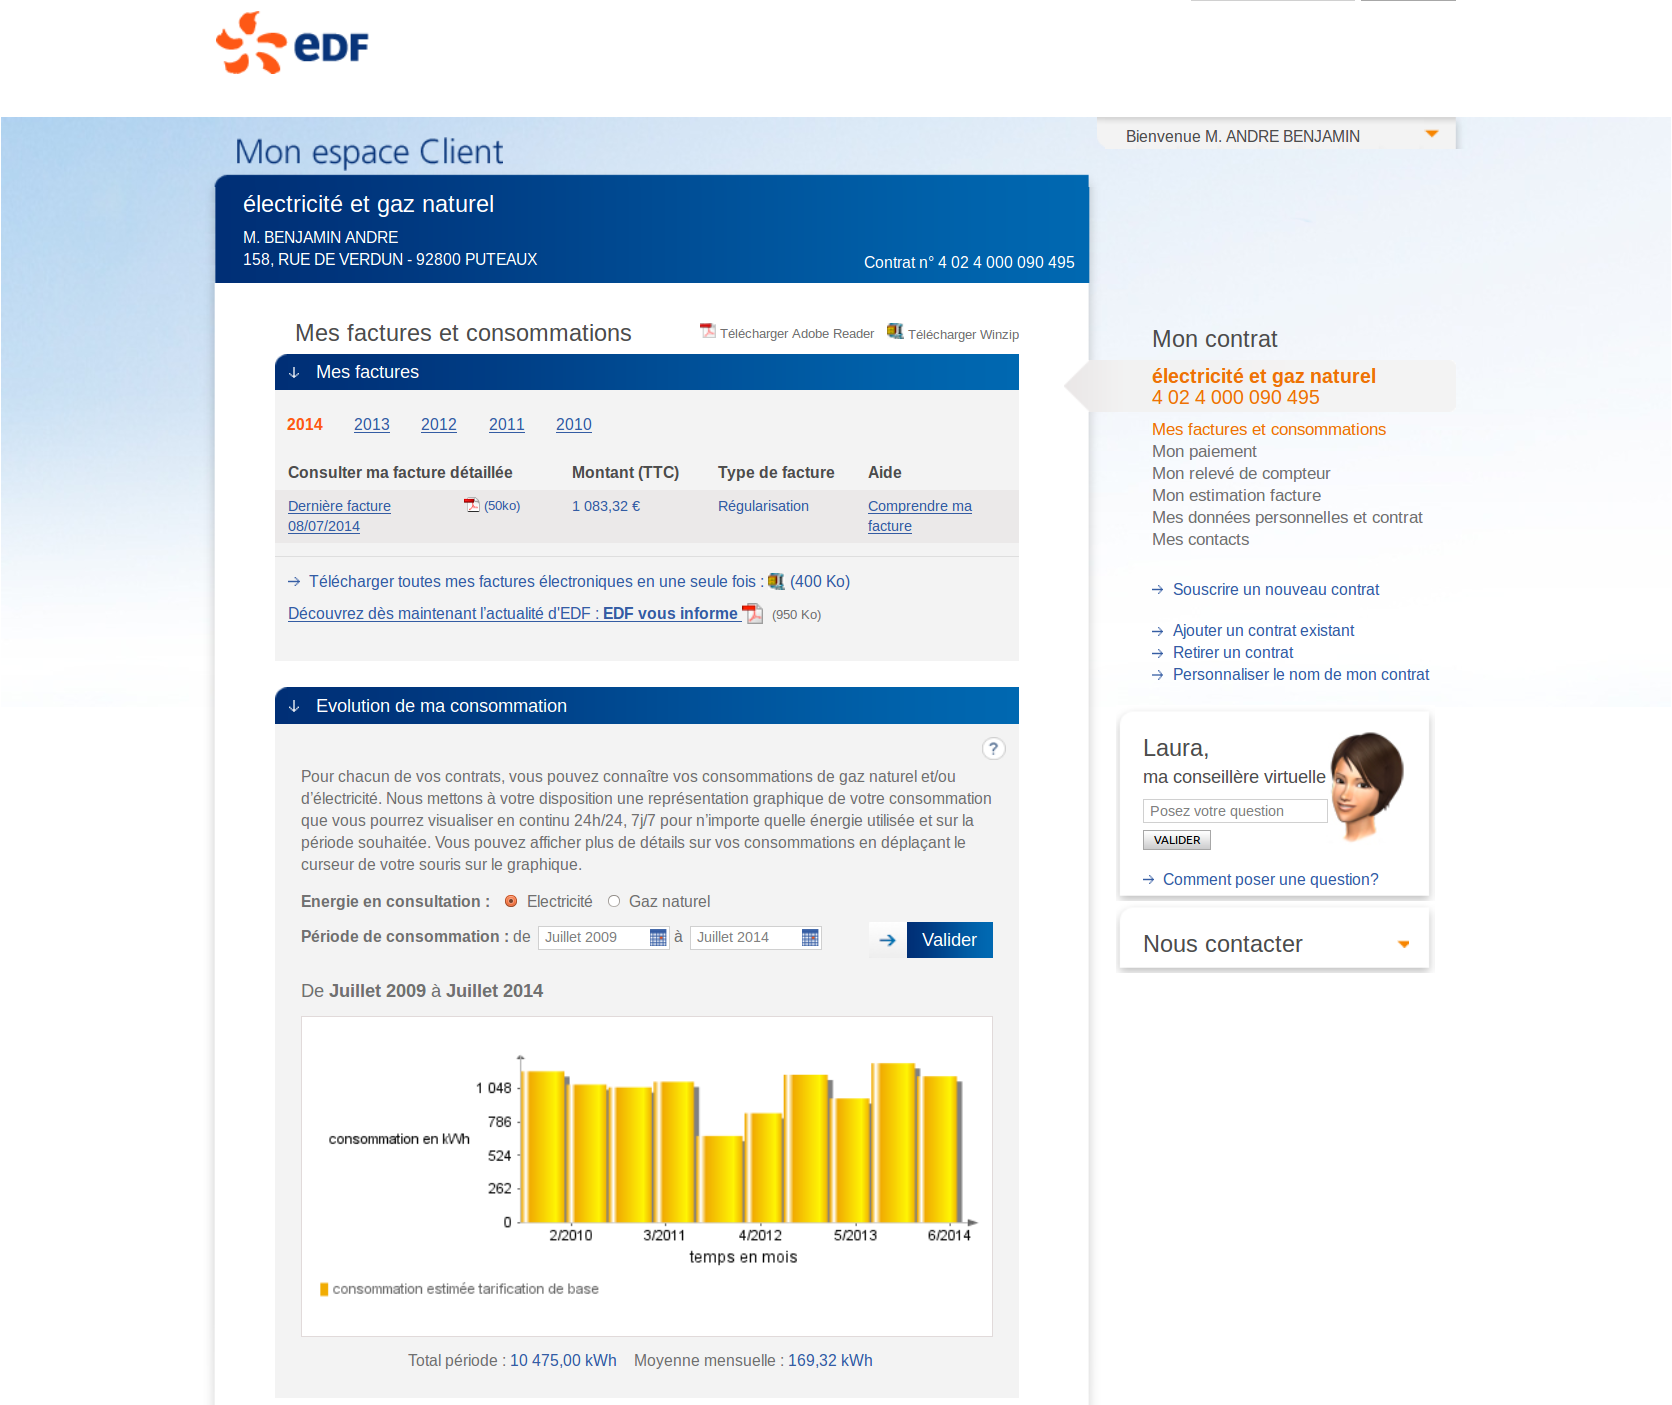 eDF
Mon espace Client
Bienvenue M. ANDRE BENJAMIN
électricité et gaz naturel
M. BENJAMIN ANDRE
158, RUE DE VERDUN - 92800 PUTEAUX
Contrat n° 4 02 4 000 090 495
Mes factures et consommations
Télécharger Adobe Reader
Télécharger Winzip
Mes factures
2014 2013 2012 2011 2010
Consulter ma facture détaillée Montant (TTC) Type de facture Aide
Dernière facture (50ko) 1 083,32 € Régularisation Comprendre ma
08/07/2014 facture
Télécharger toutes mes factures électroniques en une seule fois : (400 Ko)
Découvrez dès maintenant l'actualité d'EDF : EDF vous informe (950 Ko)
Evolution de ma consommation
?
Pour chacun de vos contrats, vous pouvez connaître vos consommations de gaz naturel et/ou
d’électricité. Nous mettons à votre disposition une représentation graphique de votre consommation
que vous pourrez visualiser en continu 24h/24, 7j/7 pour n’importe quelle énergie utilisée et sur la
période souhaitée. Vous pouvez afficher plus de détails sur vos consommations en déplaçant le
curseur de votre souris sur le graphique.
Energie en consultation : Electricité Gaz naturel
Période de consommation : de Juillet 2009 à Juillet 2014
Valider
De Juillet 2009 à Juillet 2014
1 048
786
consommation en kWh
524
262
0
2/2010 3/2011 4/2012 5/2013 6/2014
temps en mois
consommation estimée tarification de base
Total période : 10 475,00 kWh Moyenne mensuelle : 169,32 kWh
Mon contrat
électricité et gaz naturel
4 02 4 000 090 495
Mes factures et consommations
Mon paiement
Mon relevé de compteur
Mon estimation facture
Mes données personnelles et contrat
Mes contacts
Souscrire un nouveau contrat
Ajouter un contrat existant
Retirer un contrat
Personnaliser le nom de mon contrat
Laura,
ma conseillère virtuelle
Posez votre question
VALIDER
Comment poser une question?
Nous contacter